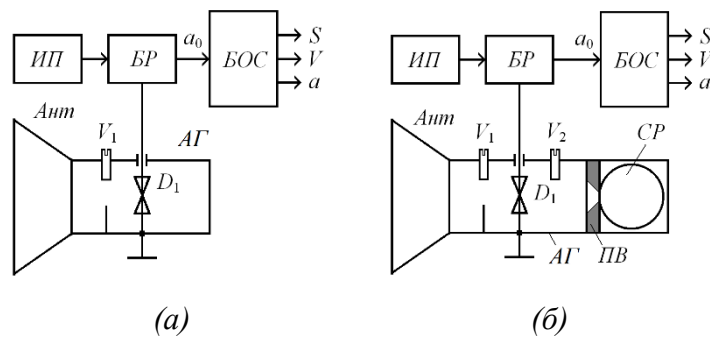 ИП
БР
a₀
БОС
S
V
a
Ант
V₁
АГ
D₁
(а)
ИП
БР
a₀
БОС
S
V
a
Ант
V₁
V₂
СР
D₁
АГ
ПВ
(б)